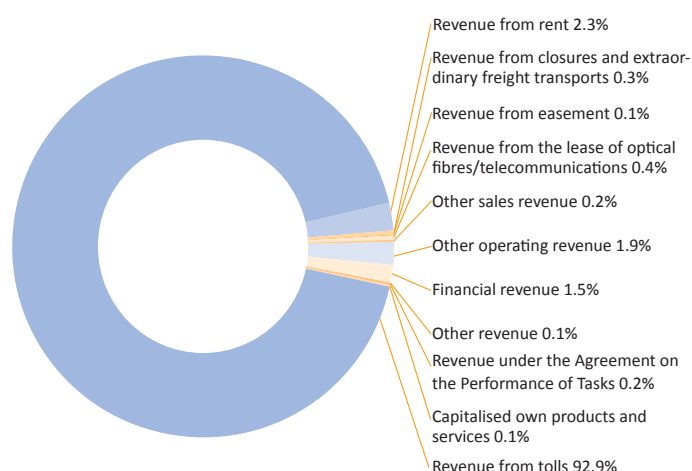 Revenue from rent 2.3%
Revenue from closures and extraor-
dinary freight transports 0.3%
Revenue from easement 0.1%
Revenue from the lease of optical
fibres/telecommunications 0.4%
Other sales revenue 0.2%
Other operating revenue 1.9%
Financial revenue 1.5%
Other revenue 0.1%
Revenue under the Agreement on
the Performance of Tasks 0.2%
Capitalised own products and
services 0.1%
Revenue from tolls 92.9%